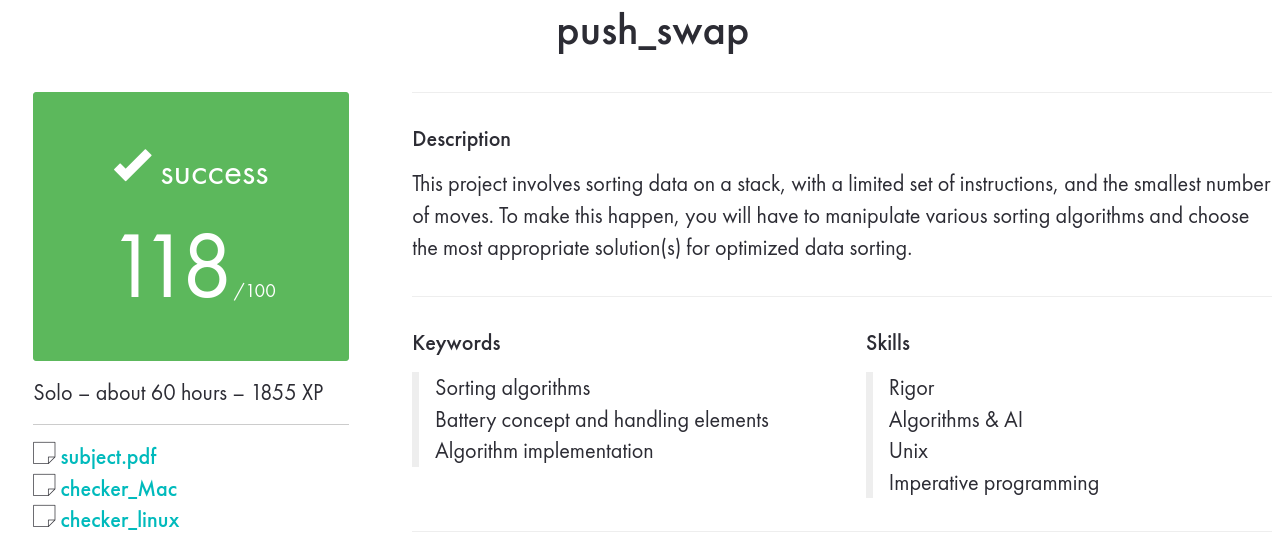 push_swap
success
118 /100
Solo – about 60 hours – 1855 XP
subject.pdf
checker_Mac
checker_linux
Description
This project involves sorting data on a stack, with a limited set of instructions, and the smallest number
of moves. To make this happen, you will have to manipulate various sorting algorithms and choose
the most appropriate solution(s) for optimized data sorting.
Keywords
Sorting algorithms
Battery concept and handling elements
Algorithm implementation
Skills
Rigor
Algorithms & AI
Unix
Imperative programming